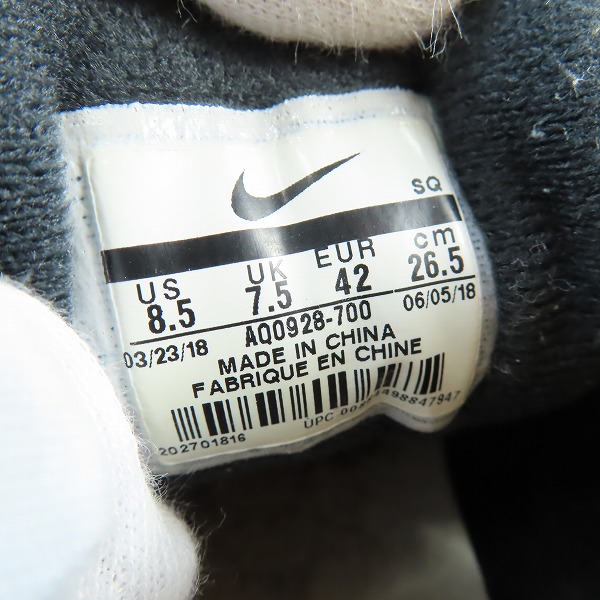 SQ
US UK EUR cm
8.5 7.5 42 26.5
03/23/18 AQ0928-700 06/05/18
MADE IN CHINA
FABRIQUE EN CHINE
202701816 UPC